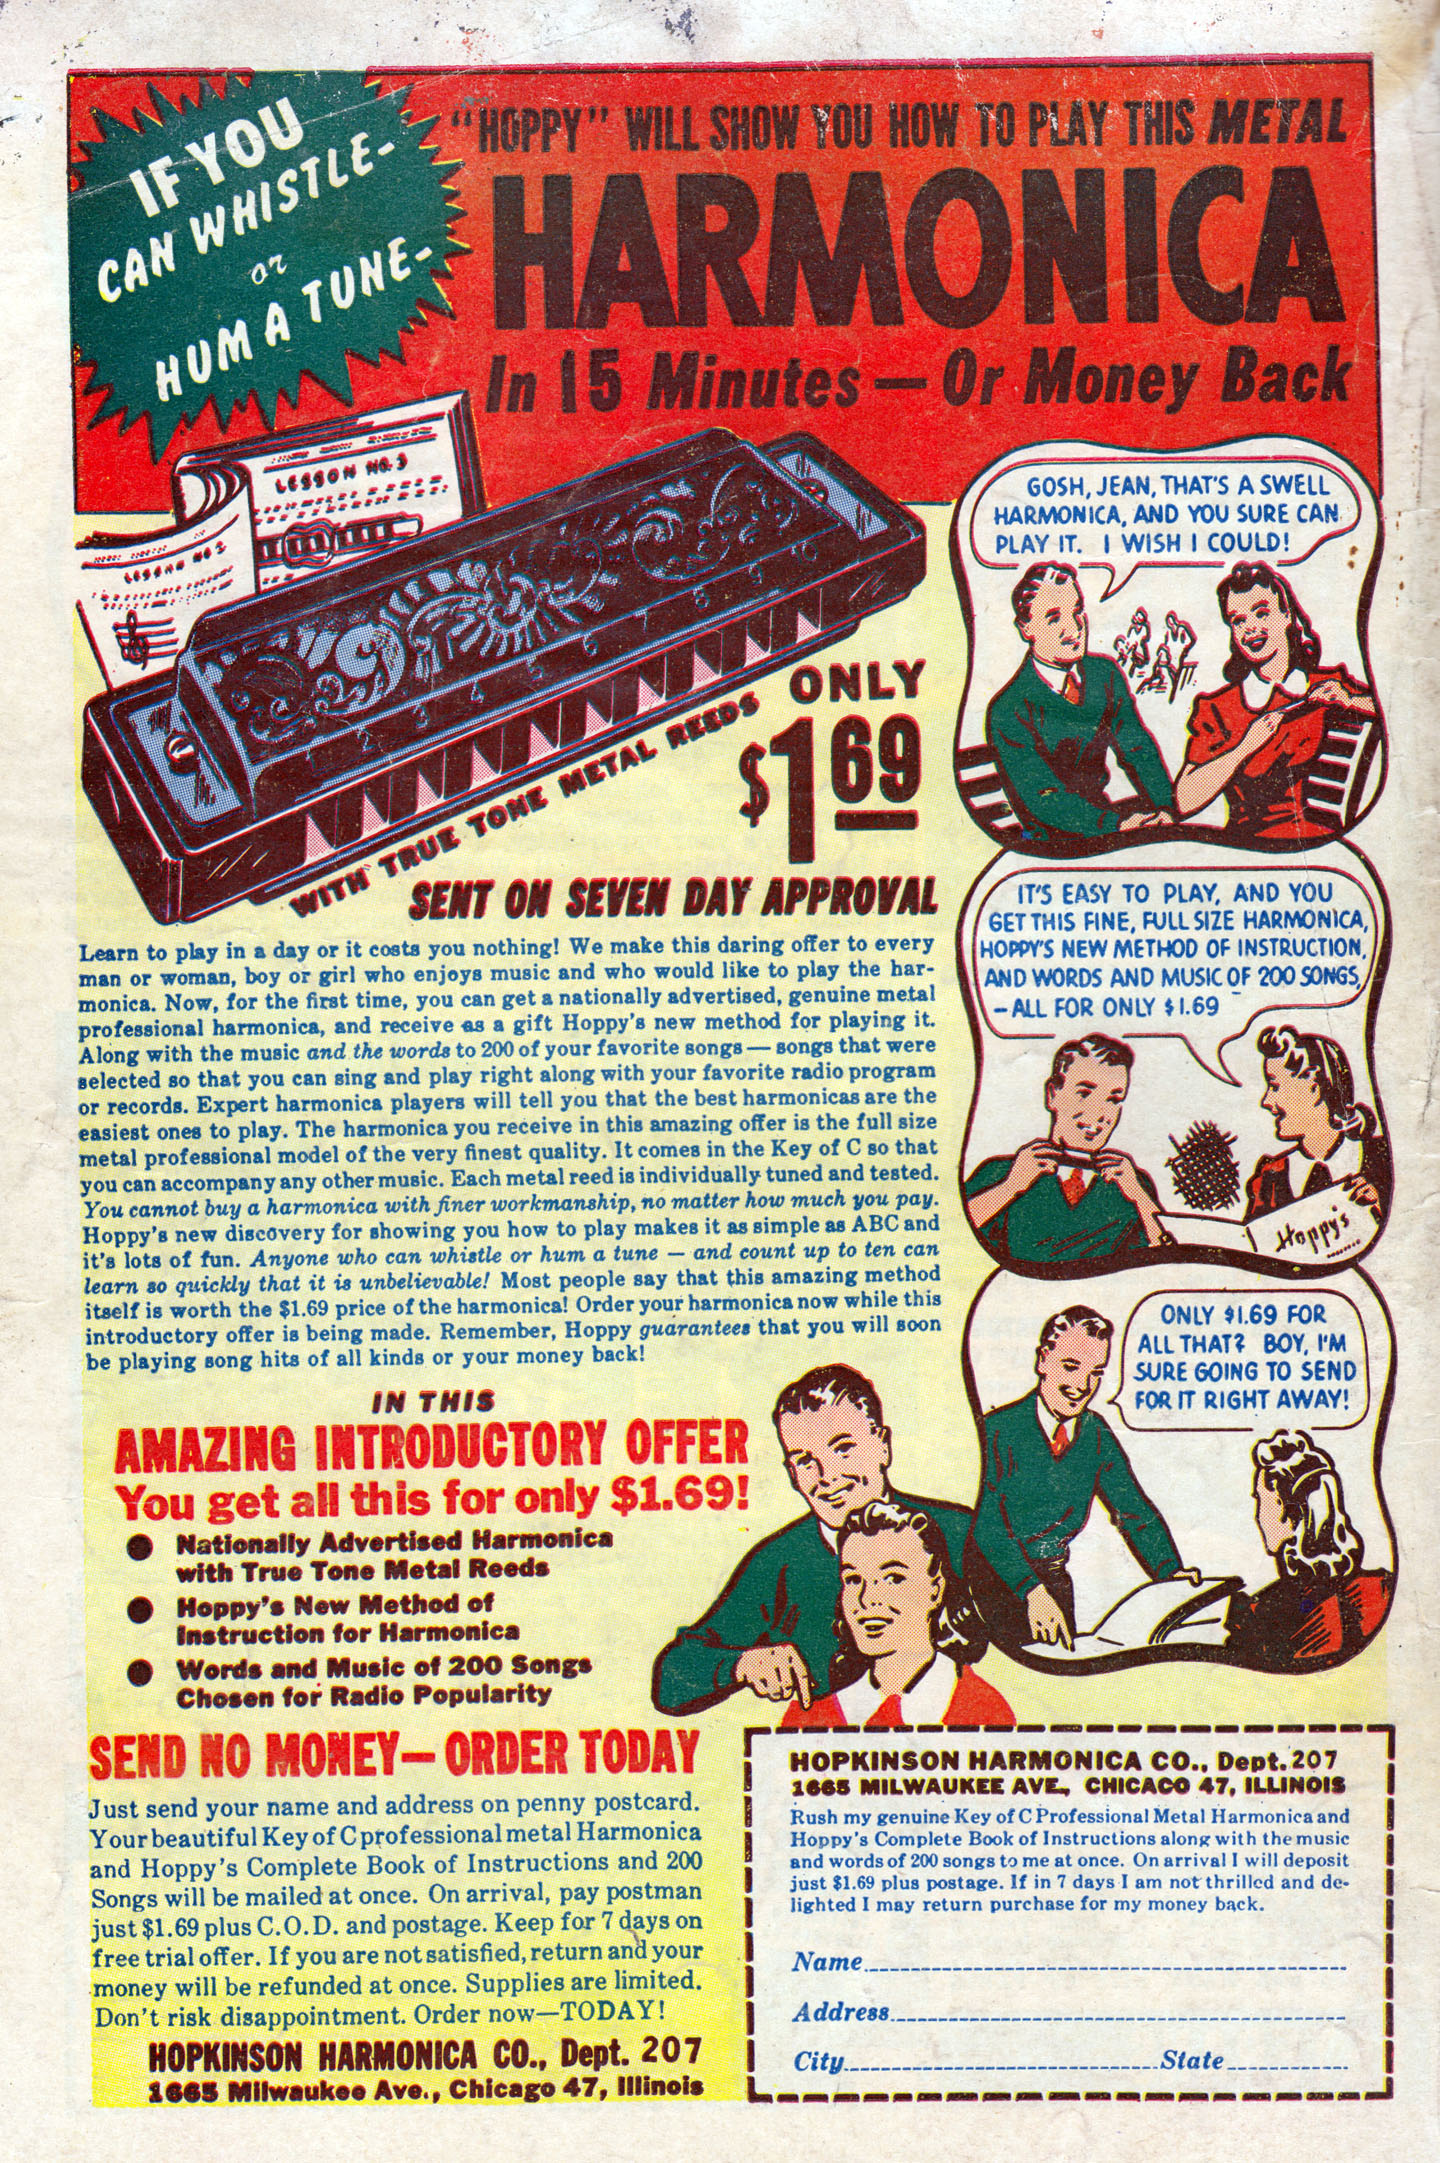 IF YOU
CAN WHISTLE-
or
HUM A TUNE-
"HOPPY" WILL SHOW YOU HOW TO PLAY THIS METAL
HARMONICA
In 15 Minutes — Or Money Back
LESSON NO. 3
LESSON NO 2
2 3 4 5 6 7 8 9
WITH TRUE TONE METAL REEDS
ONLY
$1.69
SENT ON SEVEN DAY APPROVAL
GOSH, JEAN, THAT'S A SWELL
HARMONICA, AND YOU SURE CAN
PLAY IT. I WISH I COULD!
IT'S EASY TO PLAY, AND YOU
GET THIS FINE, FULL SIZE HARMONICA,
HOPPY'S NEW METHOD OF INSTRUCTION,
AND WORDS AND MUSIC OF 200 SONGS,
-ALL FOR ONLY $1.69
Hoppy's
ONLY $1.69 FOR
ALL THAT? BOY, I'M
SURE GOING TO SEND
FOR IT RIGHT AWAY!
Learn to play in a day or it costs you nothing! We make this daring offer to every
man or woman, boy or girl who enjoys music and who would like to play the har-
monica. Now, for the first time, you can get a nationally advertised, genuine metal
professional harmonica, and receive as a gift Hoppy's new method for playing it.
Along with the music and the words to 200 of your favorite songs — songs that were
selected so that you can sing and play right along with your favorite radio program
or records. Expert harmonica players will tell you that the best harmonicas are the
easiest ones to play. The harmonica you receive in this amazing offer is the full size
metal professional model of the very finest quality. It comes in the Key of C so that
you can accompany any other music. Each metal reed is individually tuned and tested.
You cannot buy a harmonica with finer workmanship, no matter how much you pay.
Hoppy's new discovery for showing you how to play makes it as simple as ABC and
it's lots of fun. Anyone who can whistle or hum a tune — and count up to ten can
learn so quickly that it is unbelievable! Most people say that this amazing method
itself is worth the $1.69 price of the harmonica! Order your harmonica now while this
introductory offer is being made. Remember, Hoppy guarantees that you will soon
be playing song hits of all kinds or your money back!
IN THIS
AMAZING INTRODUCTORY OFFER
You get all this for only $1.69!
● Nationally Advertised Harmonica
with True Tone Metal Reeds
● Hoppy's New Method of
Instruction for Harmonica
● Words and Music of 200 Songs
Chosen for Radio Popularity
SEND NO MONEY—ORDER TODAY
Just send your name and address on penny postcard.
Your beautiful Key of C professional metal Harmonica
and Hoppy's Complete Book of Instructions and 200
Songs will be mailed at once. On arrival, pay postman
just $1.69 plus C.O.D. and postage. Keep for 7 days on
free trial offer. If you are not satisfied, return and your
money will be refunded at once. Supplies are limited.
Don't risk disappointment. Order now—TODAY!
HOPKINSON HARMONICA CO., Dept. 207
1665 Milwaukee Ave., Chicago 47, Illinois
HOPKINSON HARMONICA CO., Dept. 207
1665 MILWAUKEE AVE., CHICAGO 47, ILLINOIS
Rush my genuine Key of C Professional Metal Harmonica and
Hoppy's Complete Book of Instructions along with the music
and words of 200 songs to me at once. On arrival I will deposit
just $1.69 plus postage. If in 7 days I am not thrilled and de-
lighted I may return purchase for my money back.
Name
Address
City State